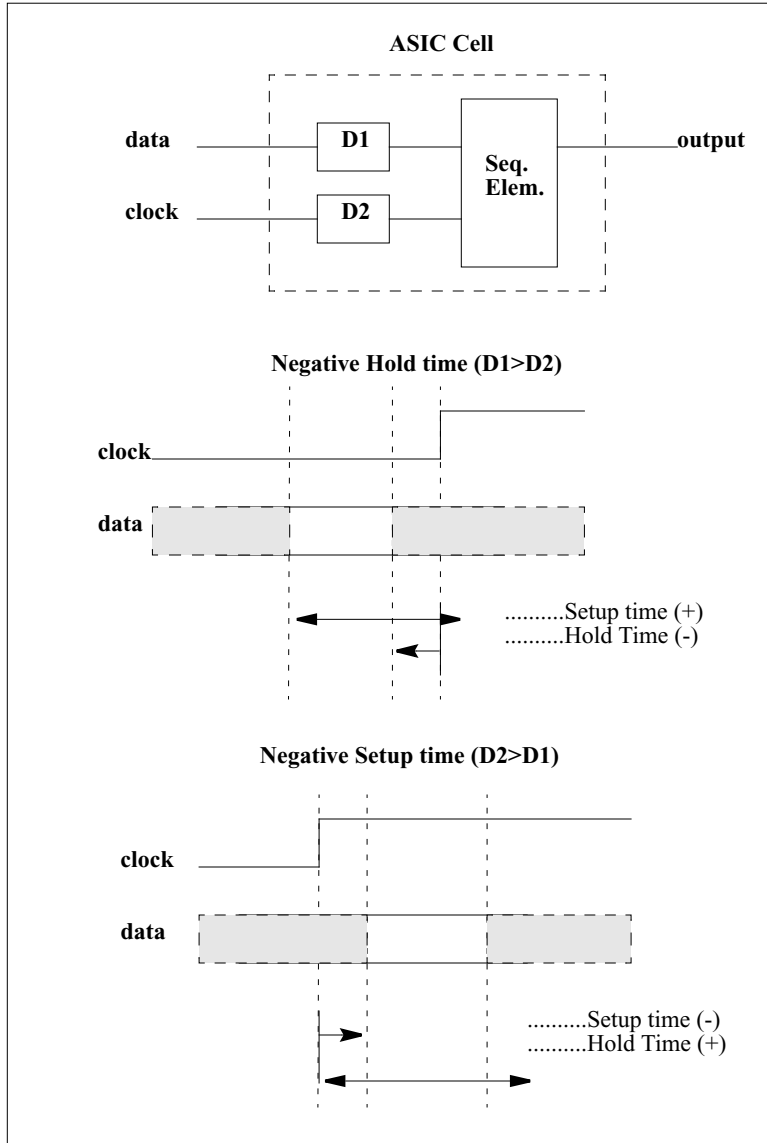 ASIC Cell
data
D1
output
Seq.
Elem.
clock
D2
Negative Hold time (D1>D2)
clock
data
..........Setup time (+)
..........Hold Time (-)
Negative Setup time (D2>D1)
clock
data
..........Setup time (-)
..........Hold Time (+)